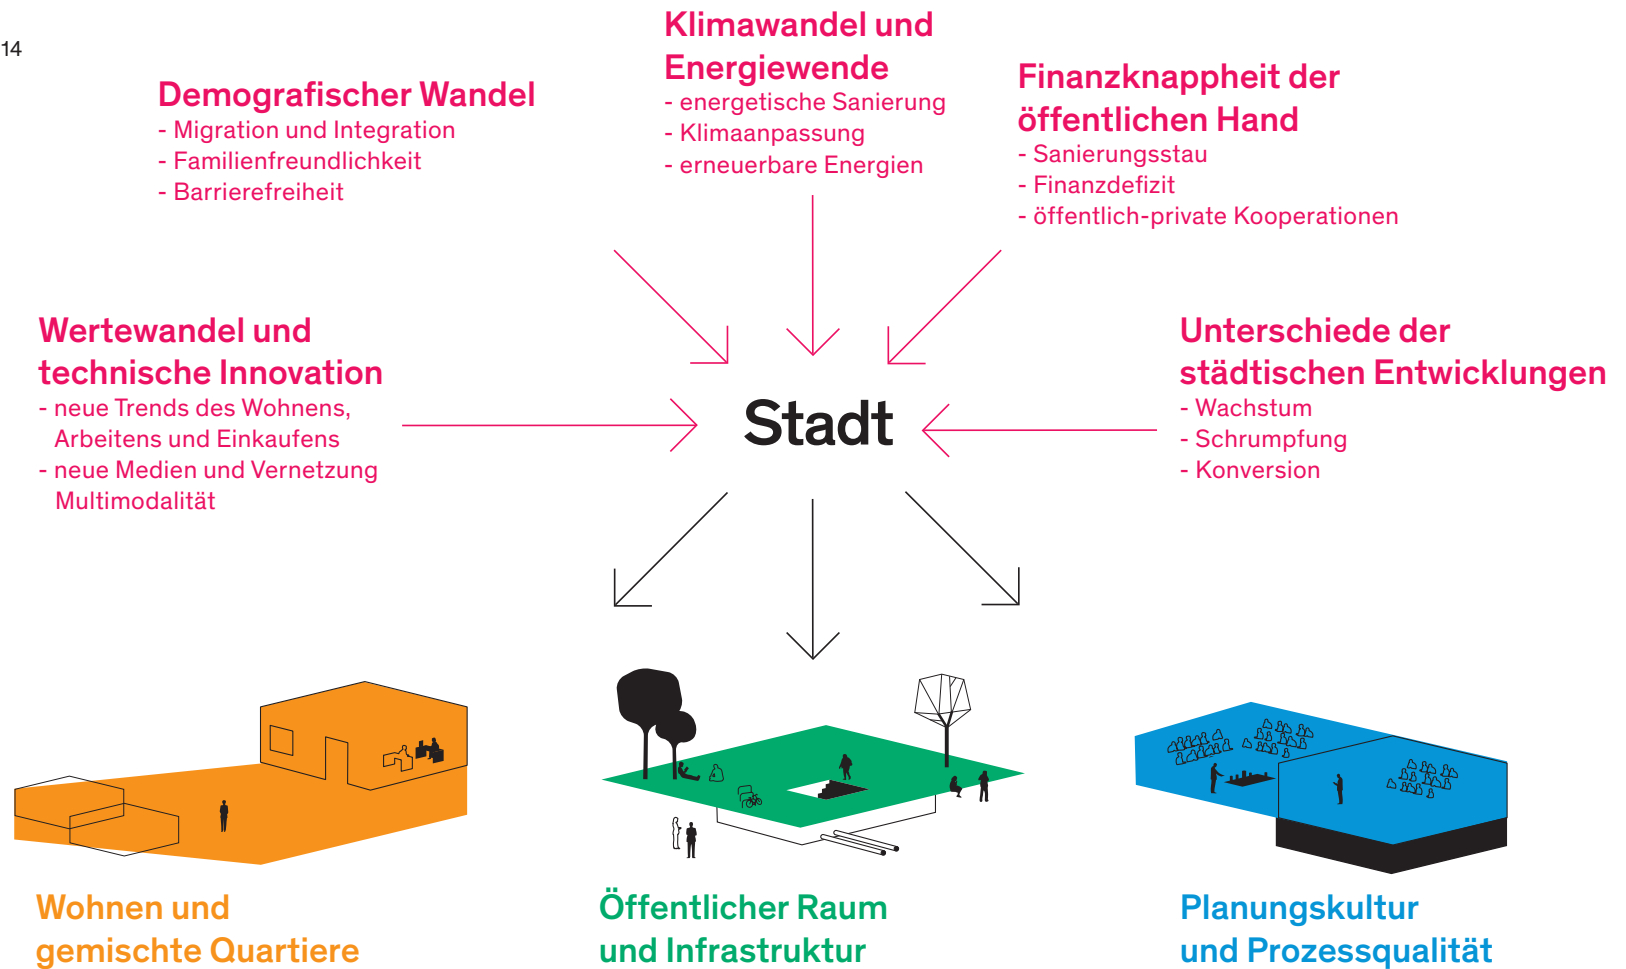 14
Demografischer Wandel
- Migration und Integration
- Familienfreundlichkeit
- Barrierefreiheit
Klimawandel und
Energiewende
- energetische Sanierung
- Klimaanpassung
- erneuerbare Energien
Finanzknappheit der
öffentlichen Hand
- Sanierungsstau
- Finanzdefizit
- öffentlich-private Kooperationen
Wertewandel und
technische Innovation
- neue Trends des Wohnens,
Arbeitens und Einkaufens
- neue Medien und Vernetzung
Multimodalität
Stadt
Unterschiede der
städtischen Entwicklungen
- Wachstum
- Schrumpfung
- Konversion
Wohnen und
gemischte Quartiere
Öffentlicher Raum
und Infrastruktur
Planungskultur
und Prozessqualität